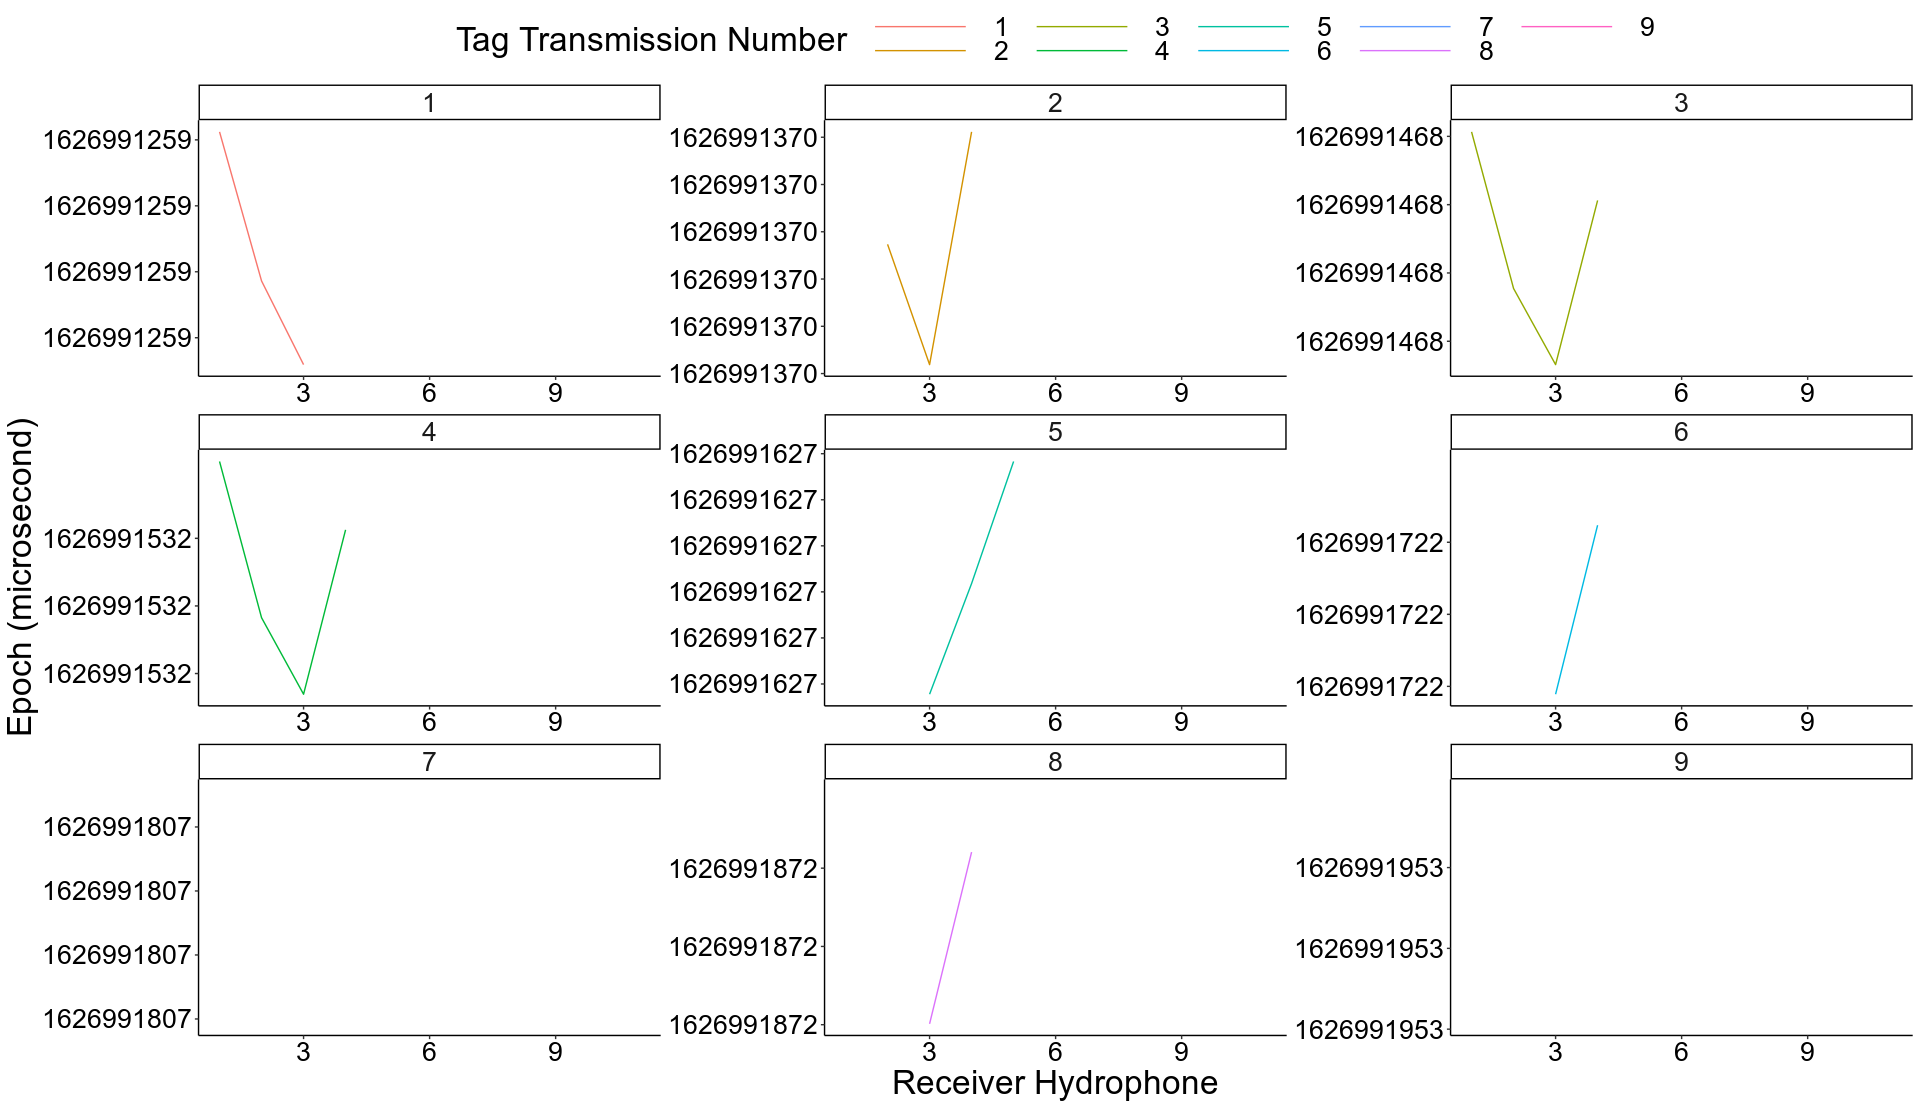 Tag Transmission Number
1 3 5 7 9
2 4 6 8
1 2 3
1626991259 1626991370 1626991468
1626991259 1626991370 1626991468
1626991259 1626991370 1626991468
1626991259 1626991370 1626991468
1626991370
1626991370
3 6 9 3 6 9 3 6 9
4 5 6
1626991532 1626991627 1626991722
1626991532 1626991627 1626991722
1626991532 1626991627 1626991722
1626991627
1626991627
1626991627
3 6 9 3 6 9 3 6 9
7 8 9
1626991807 1626991872 1626991953
1626991807 1626991872 1626991953
1626991807 1626991872 1626991953
1626991807
3 6 9 3 6 9 3 6 9
Epoch (microsecond)
Receiver Hydrophone